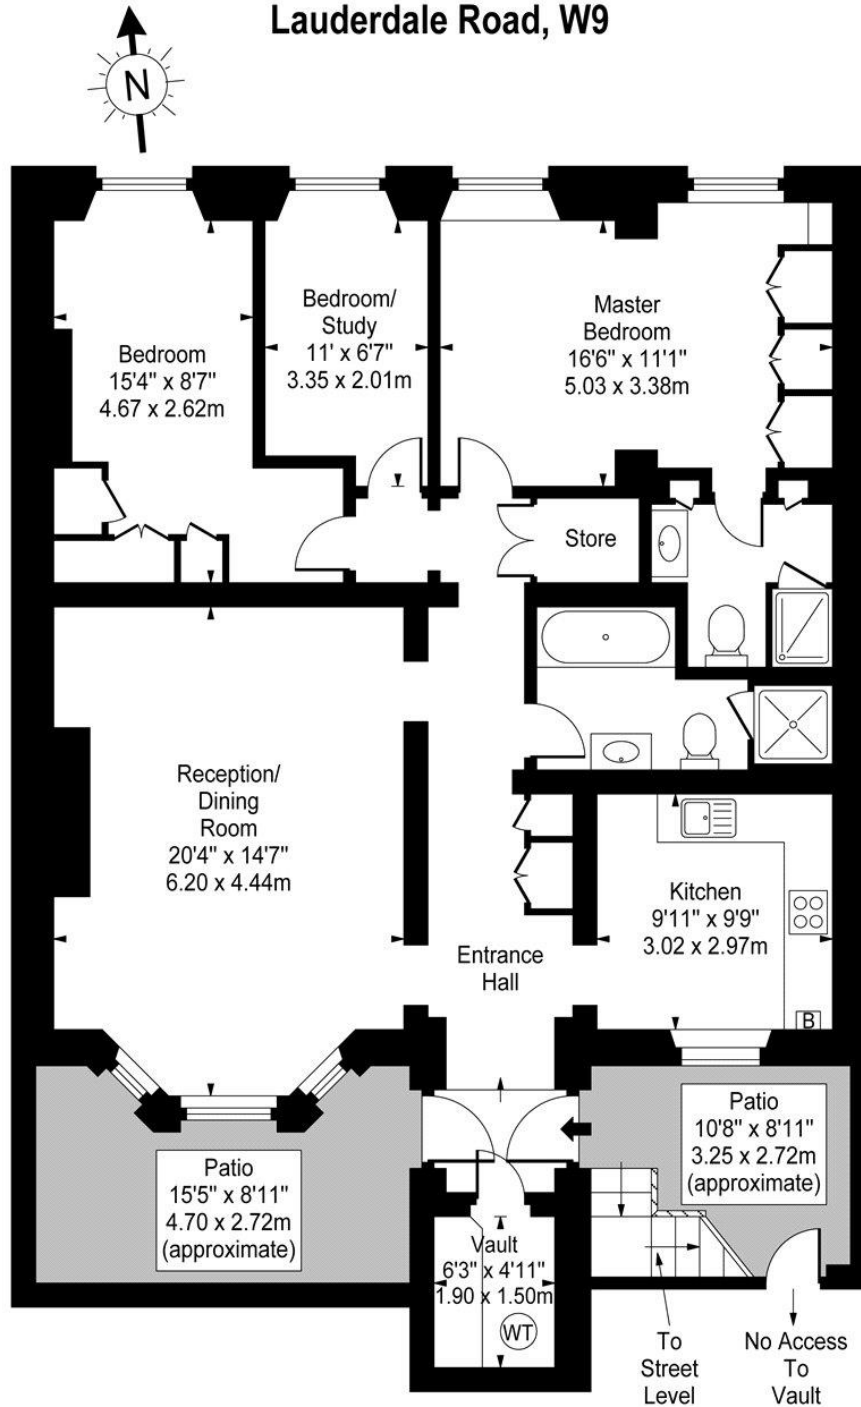 Lauderdale Road, W9
N
Bedroom
15'4" x 8'7"
4.67 x 2.62m
Bedroom/
Study
11' x 6'7"
3.35 x 2.01m
Master
Bedroom
16'6" x 11'1"
5.03 x 3.38m
Store
Reception/
Dining
Room
20'4" x 14'7"
6.20 x 4.44m
Kitchen
9'11" x 9'9"
3.02 x 2.97m
Entrance
Hall
B
Patio
15'5" x 8'11"
4.70 x 2.72m
(approximate)
Patio
10'8" x 8'11"
3.25 x 2.72m
(approximate)
Vault
6'3" x 4'11"
1.90 x 1.50m
WT
To
Street
Level
No Access
To
Vault